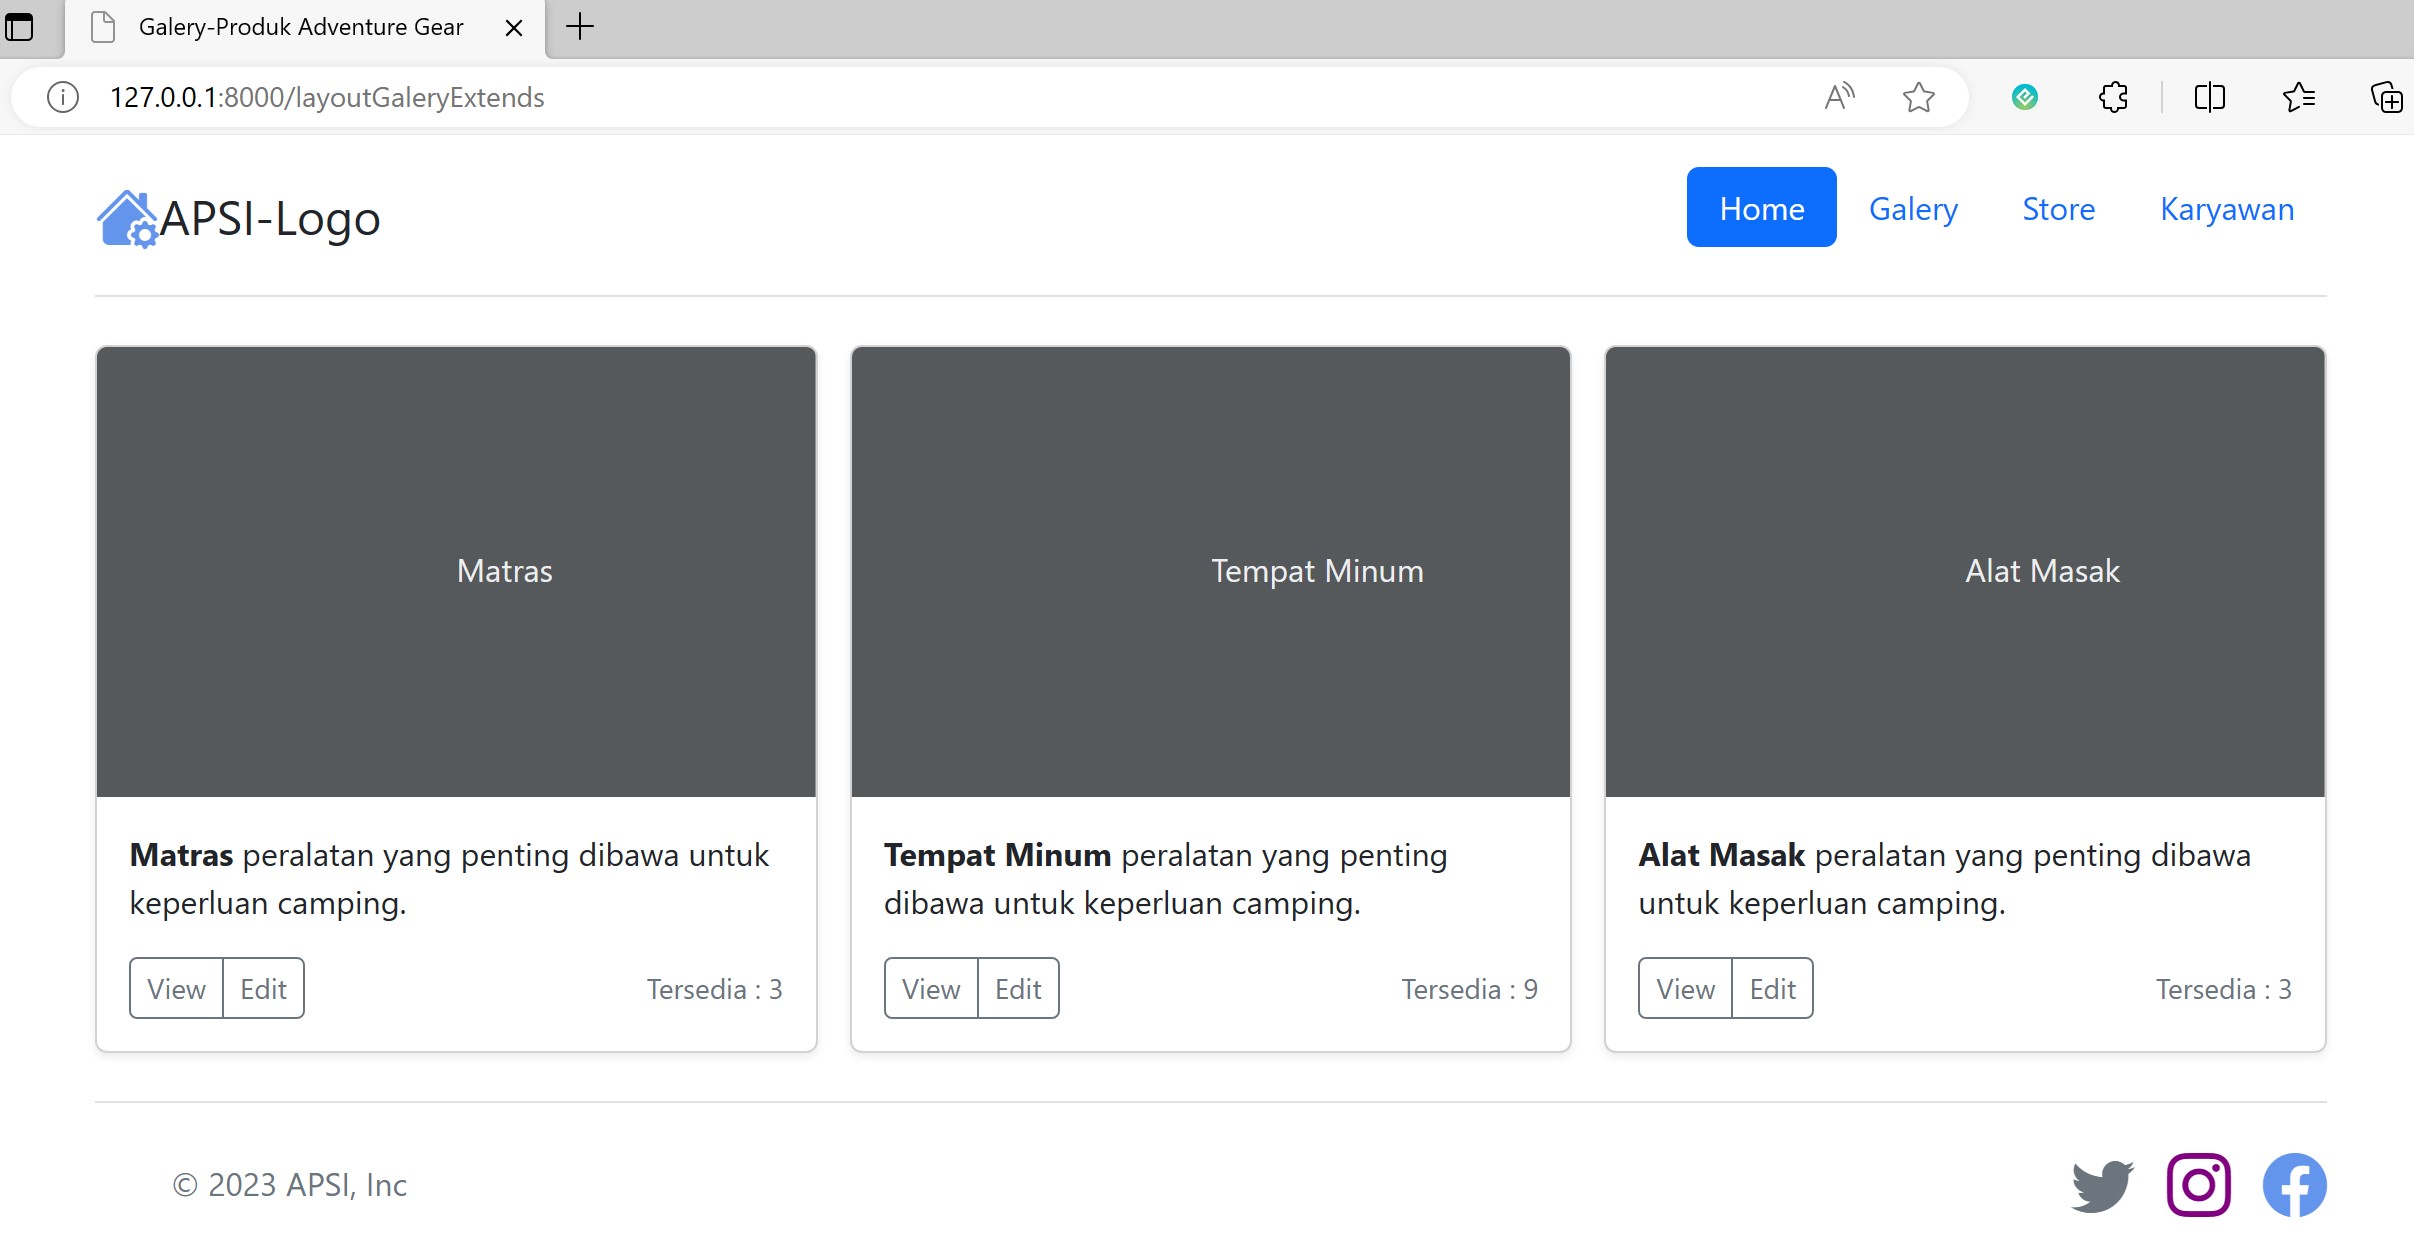 Galery-Produk Adventure Gear
127.0.0.1:8000/layoutGaleryExtends
APSI-Logo
Home
Galery
Store
Karyawan
Matras
Tempat Minum
Alat Masak
Matras peralatan yang penting dibawa untuk
keperluan camping.
View
Edit
Tersedia : 3
Tempat Minum peralatan yang penting
dibawa untuk keperluan camping.
View
Edit
Tersedia : 9
Alat Masak peralatan yang penting dibawa
untuk keperluan camping.
View
Edit
Tersedia : 3
© 2023 APSI, Inc